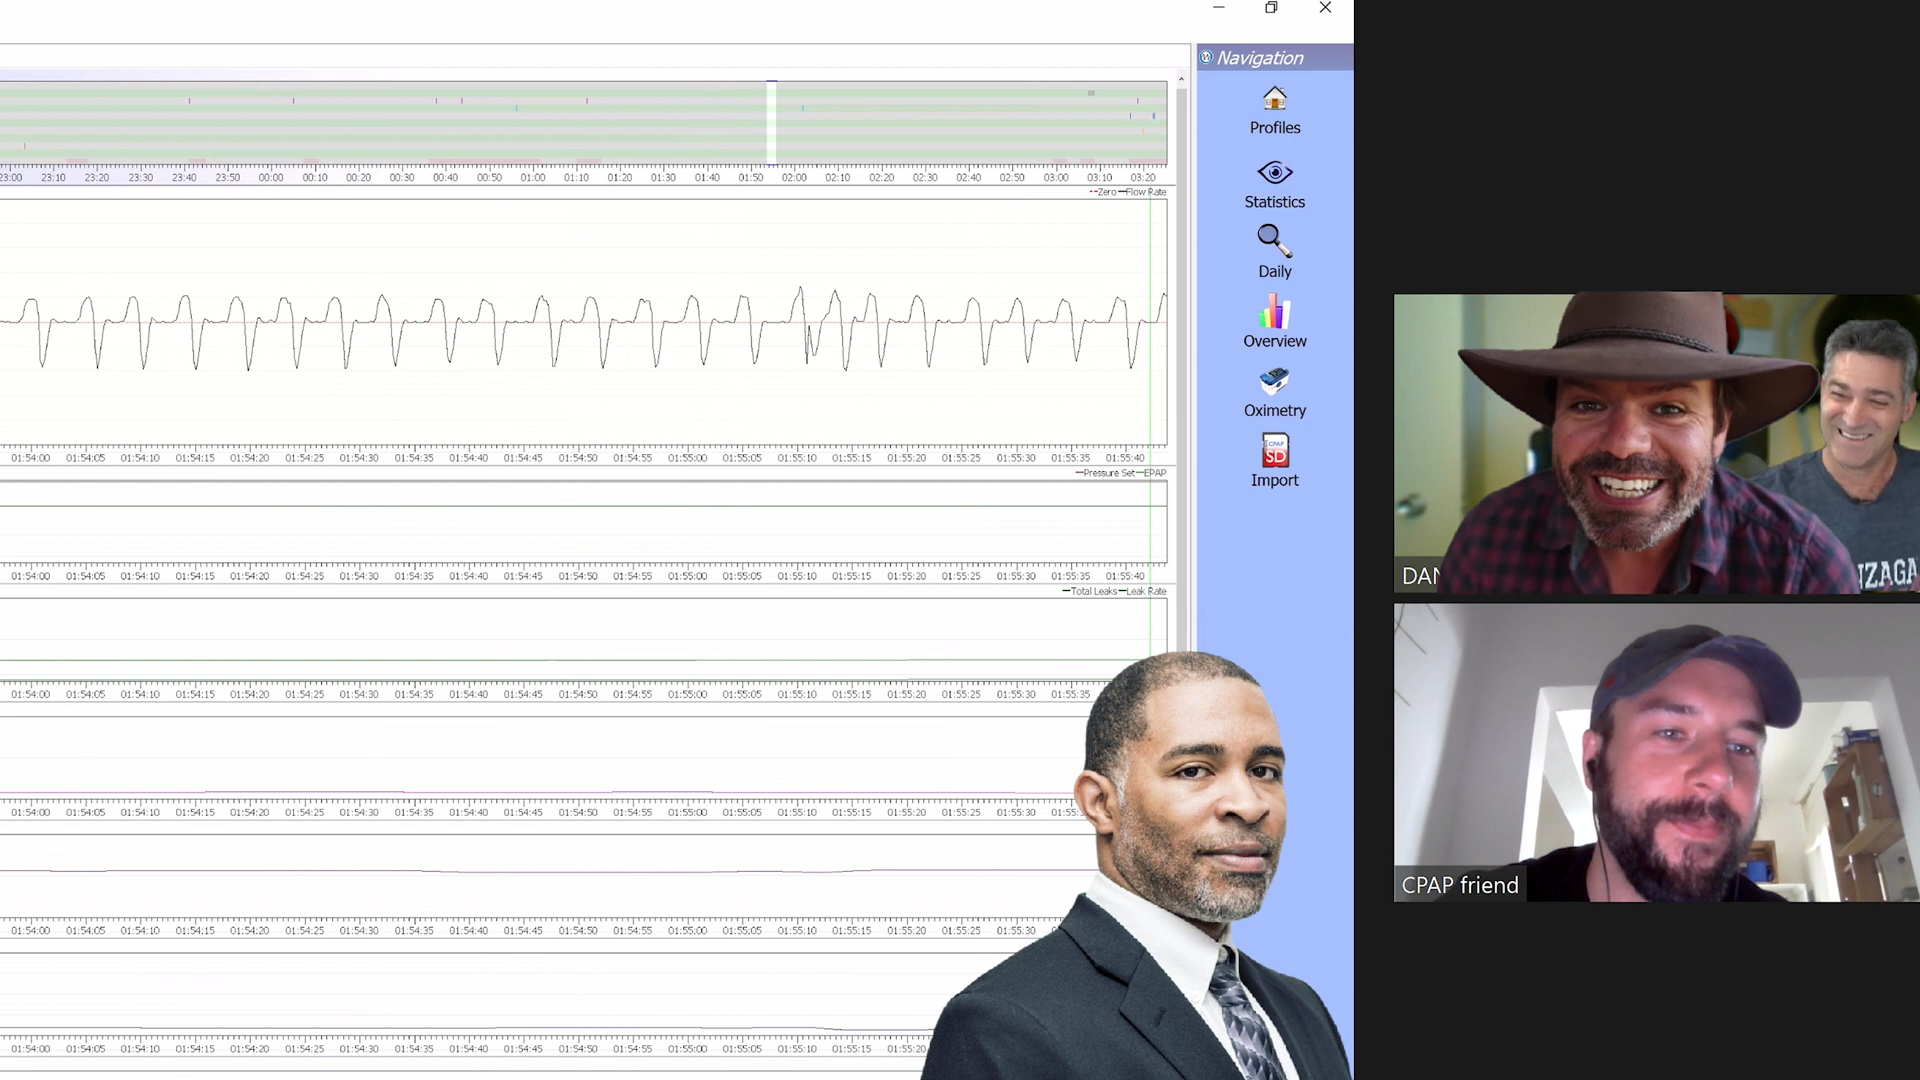 Navigation
Profiles
Statistics
Daily
Overview
Oximetry
Import
23:00 23:10 23:20 23:30 23:40 23:50 00:00 00:10 00:20 00:30 00:40 00:50 01:00 01:10 01:20 01:30 01:40 01:50 02:00 02:10 02:20 02:30 02:40 02:50 03:00 03:10 03:20
Zero Flow Rate
01:54:00 01:54:05 01:54:10 01:54:15 01:54:20 01:54:25 01:54:30 01:54:35 01:54:40 01:54:45 01:54:50 01:54:55 01:55:00 01:55:05 01:55:10 01:55:15 01:55:20 01:55:25 01:55:30 01:55:35 01:55:40
Pressure Set EPAP
01:54:00 01:54:05 01:54:10 01:54:15 01:54:20 01:54:25 01:54:30 01:54:35 01:54:40 01:54:45 01:54:50 01:54:55 01:55:00 01:55:05 01:55:10 01:55:15 01:55:20 01:55:25 01:55:30 01:55:35 01:55:40
Total Leaks Leak Rate
01:54:00 01:54:05 01:54:10 01:54:15 01:54:20 01:54:25 01:54:30 01:54:35 01:54:40 01:54:45 01:54:50 01:54:55 01:55:00 01:55:05 01:55:10 01:55:15 01:55:20 01:55:25 01:55:30 01:55:35
01:54:00 01:54:05 01:54:10 01:54:15 01:54:20 01:54:25 01:54:30 01:54:35 01:54:40 01:54:45 01:54:50 01:54:55 01:55:00 01:55:05 01:55:10 01:55:15 01:55:20 01:55:25 01:55:30 01:55:
01:54:00 01:54:05 01:54:10 01:54:15 01:54:20 01:54:25 01:54:30 01:54:35 01:54:40 01:54:45 01:54:50 01:54:55 01:55:00 01:55:05 01:55:10 01:55:15 01:55:20 01:55:25 01:55:30
01:54:00 01:54:05 01:54:10 01:54:15 01:54:20 01:54:25 01:54:30 01:54:35 01:54:40 01:54:45 01:54:50 01:54:55 01:55:00 01:55:05 01:55:10 01:55:15 01:55:20
CPAP
SD
DAN
NZAGA
CPAP friend